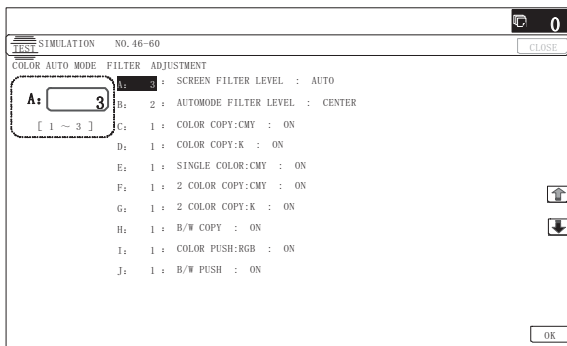 0
TEST SIMULATION NO.46-60
CLOSE
COLOR AUTO MODE FILTER ADJUSTMENT
A: 3
[ 1 ~ 3 ]
A: 3 : SCREEN FILTER LEVEL : AUTO
B: 2 : AUTOMODE FILTER LEVEL : CENTER
C: 1 : COLOR COPY:CMY : ON
D: 1 : COLOR COPY:K : ON
E: 1 : SINGLE COLOR:CMY : ON
F: 1 : 2 COLOR COPY:CMY : ON
G: 1 : 2 COLOR COPY:K : ON
H: 1 : B/W COPY : ON
I: 1 : COLOR PUSH:RGB : ON
J: 1 : B/W PUSH : ON
OK